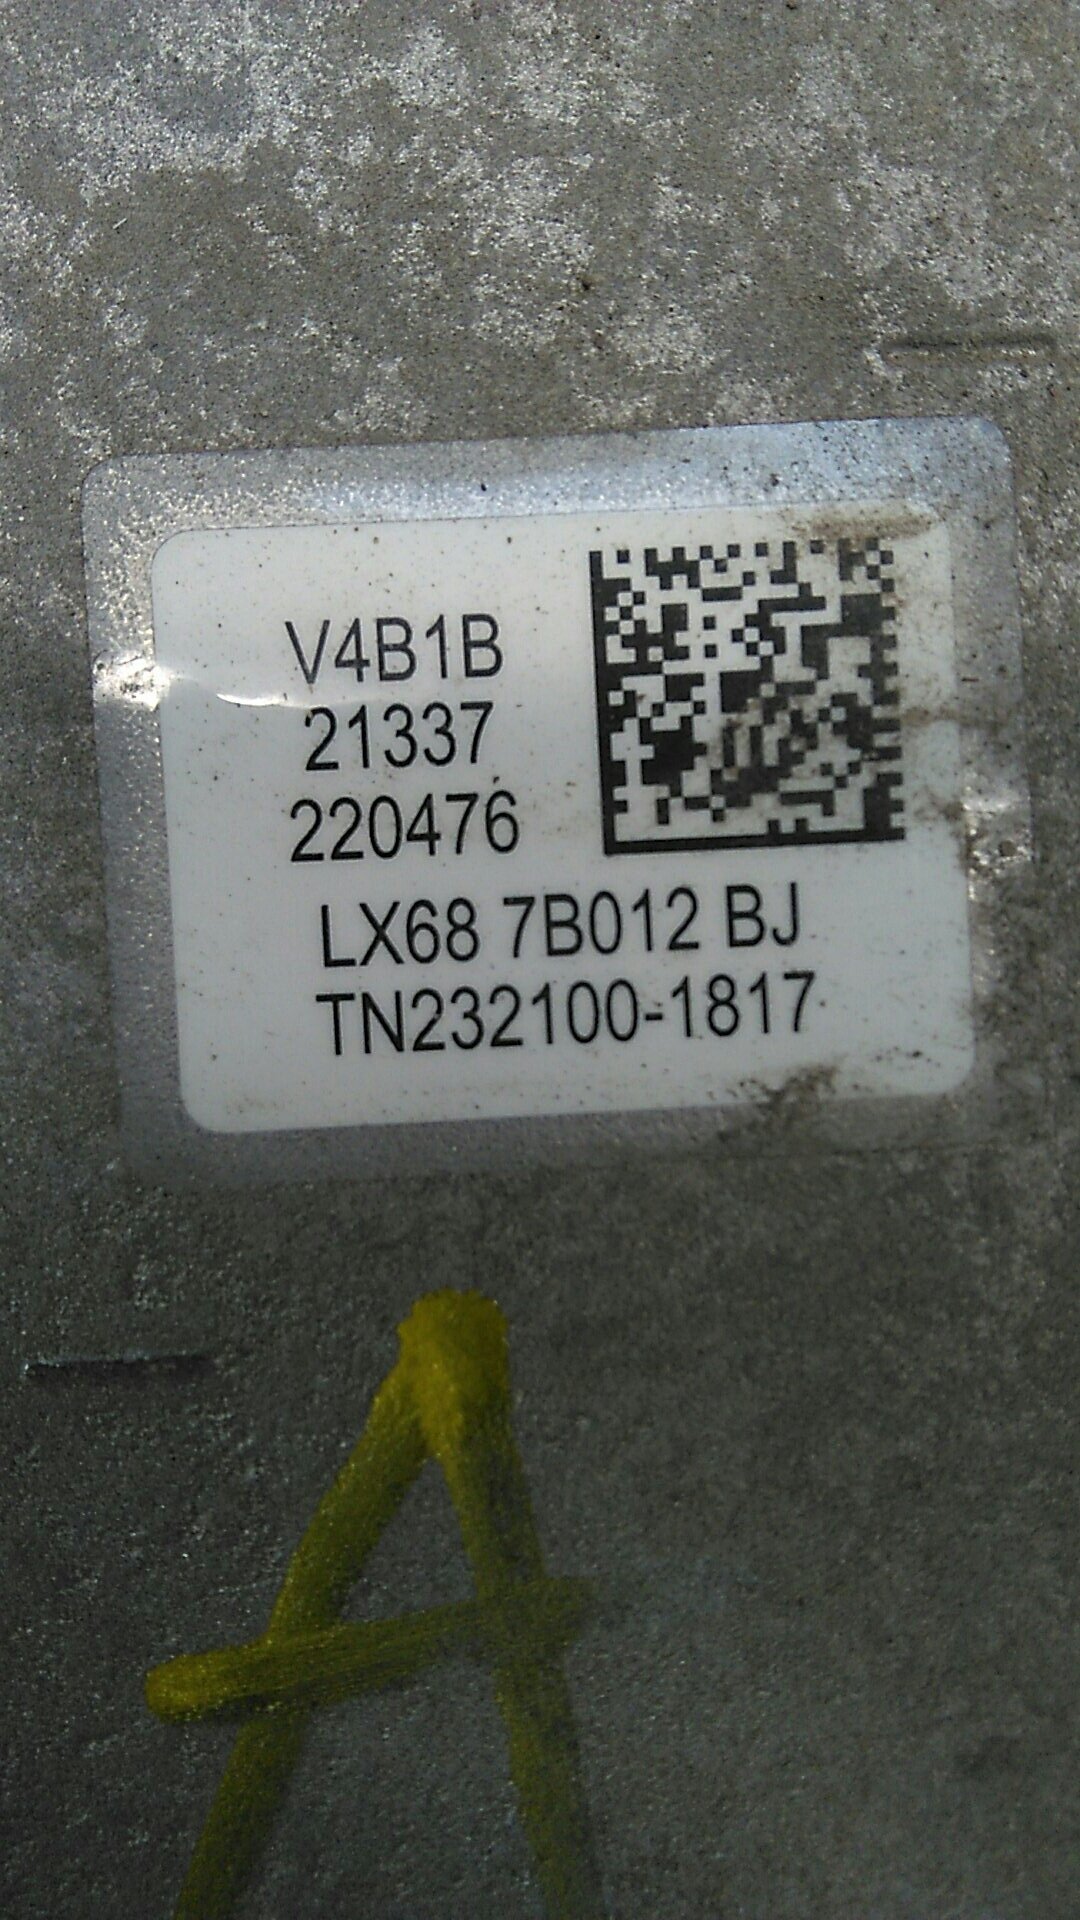 V4B1B
21337
220476
LX68 7B012 BJ
TN232100-1817
A